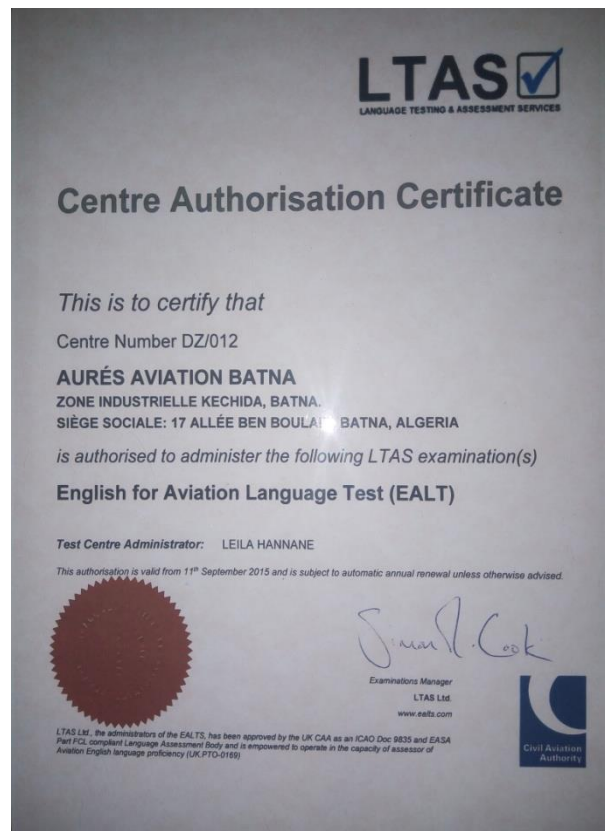 LTAS
LANGUAGE TESTING & ASSESSMENT SERVICES
Centre Authorisation Certificate
This is to certify that
Centre Number DZ/012
AURÉS AVIATION BATNA
ZONE INDUSTRIELLE KECHIDA, BATNA.
SIÈGE SOCIALE: 17 ALLÉE BEN BATNA, ALGERIA
is authorised to administer the following LTAS examination(s)
English for Aviation Language Test (EALT)
Test Centre Administrator: LEILA HANNANE
This authorisation is valid from 11th September 2015 and is subject to automatic annual renewal unless otherwise advised.
Simon R. Cook
Examinations Manager
LTAS Ltd.
www.ealts.com
LTAS Ltd, the administrators of the EALTS, has been approved by the UK CAA as an ICAO Doc 9835 and EASA
Part FCL compliant Language Assessment Body and is empowered to operate in the capacity of assessor of
Aviation English language proficiency (UK.PTO-0169)
Civil Aviation
Authority